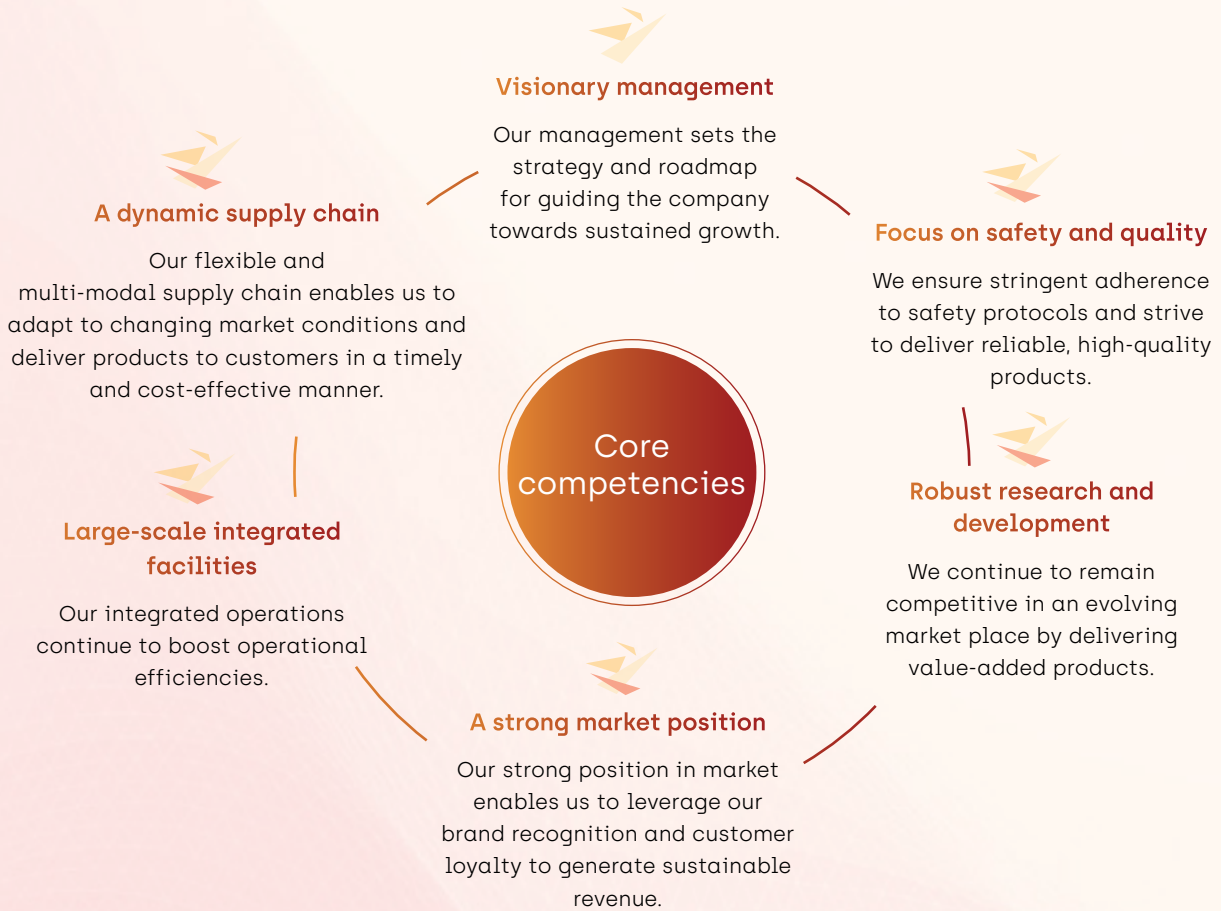 Visionary management
Our management sets the
strategy and roadmap
for guiding the company
towards sustained growth.
Focus on safety and quality
We ensure stringent adherence
to safety protocols and strive
to deliver reliable, high-quality
products.
Robust research and
development
We continue to remain
competitive in an evolving
market place by delivering
value-added products.
A strong market position
Our strong position in market
enables us to leverage our
brand recognition and customer
loyalty to generate sustainable
revenue.
Large-scale integrated
facilities
Our integrated operations
continue to boost operational
efficiencies.
A dynamic supply chain
Our flexible and
multi-modal supply chain enables us to
adapt to changing market conditions and
deliver products to customers in a timely
and cost-effective manner.
Core
competencies